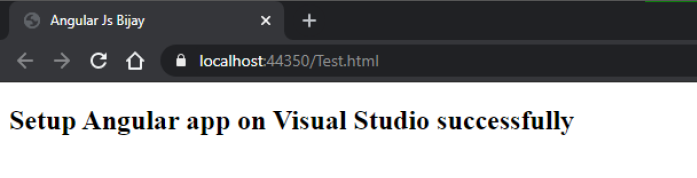 Angular Js Bijay
localhost:44350/Test.html
Setup Angular app on Visual Studio successfully